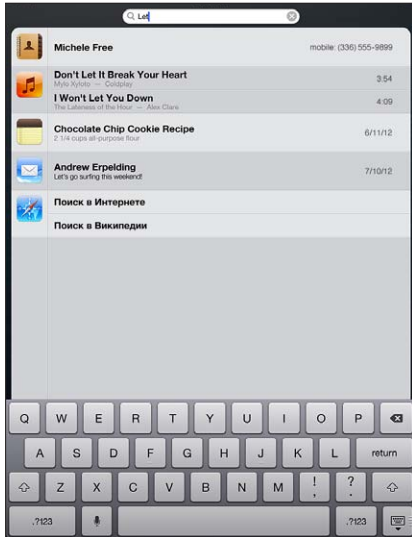 Let
Michele Free mobile: (336) 555-9899
Don't Let It Break Your Heart 3:54
Mylo Xyloto — Coldplay
I Won't Let You Down 4:09
The Lateness of the Hour — Alex Clare
Chocolate Chip Cookie Recipe 6/11/12
2 1/4 cups all-purpose flour
Andrew Erpelding 7/10/12
Let's go surfing this weekend!
Поиск в Интернете
Поиск в Википедии
Q W E R T Y U I O P
A S D F G H J K L return
Z X C V B N M ! , ? .
.?123 .?123